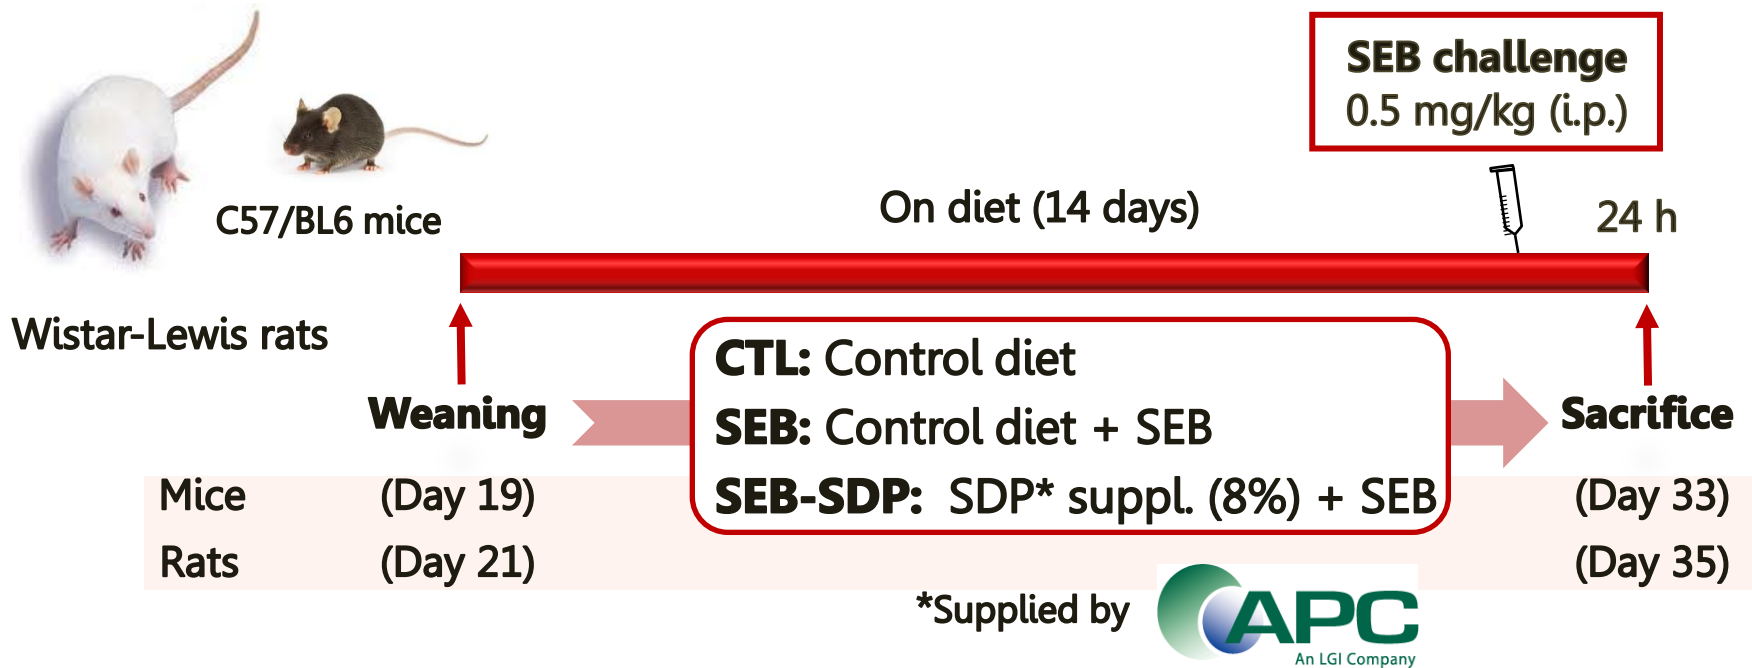 SEB challenge
0.5 mg/kg (i.p.)
C57/BL6 mice
On diet (14 days)
24 h
Wistar-Lewis rats
CTL: Control diet
Weaning
SEB: Control diet + SEB
Sacrifice
SEB-SDP: SDP* suppl. (8%) + SEB
Mice (Day 19) (Day 33)
Rats (Day 21) (Day 35)
*Supplied by
APC
An LGI Company